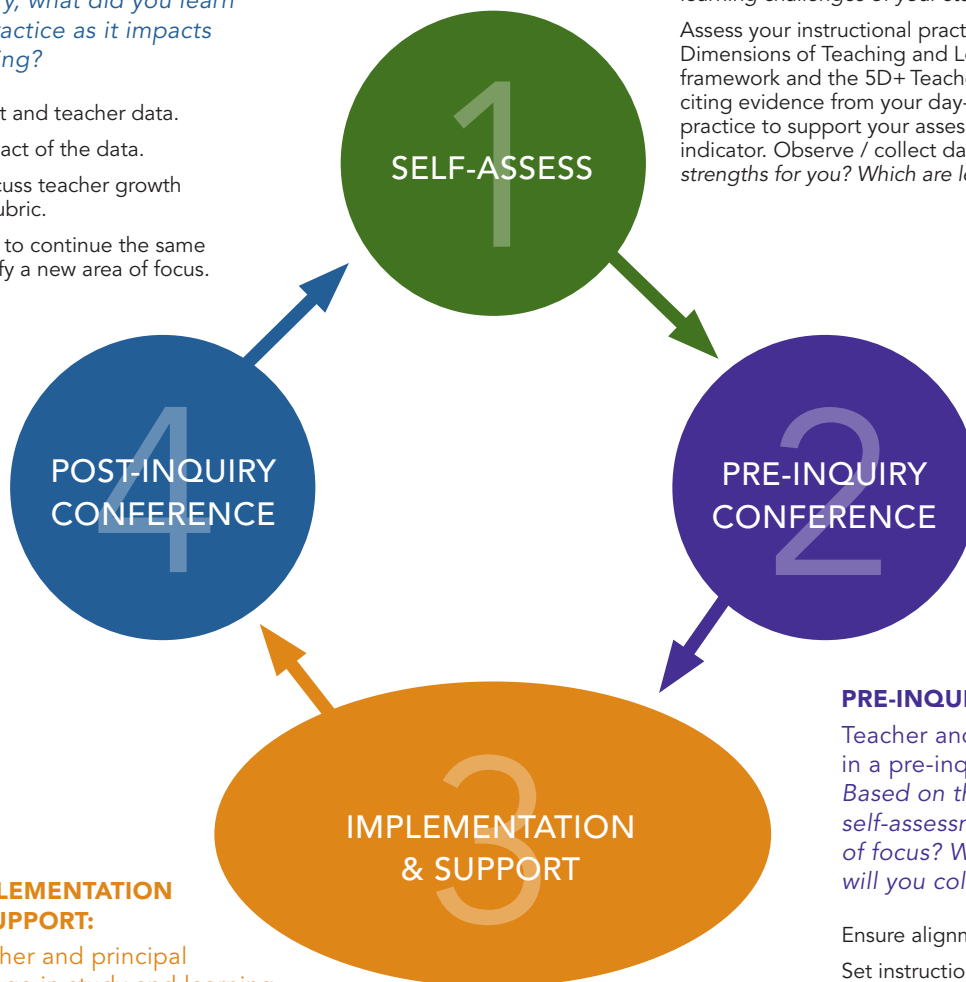 y, what did you learn
actice as it impacts
ing?
t and teacher data.
act of the data.
cuss teacher growth
ubric.
to continue the same
fy a new area of focus.
Assess your instructional pract
Dimensions of Teaching and Le
framework and the 5D+ Teache
citing evidence from your day-
practice to support your asses
indicator. Observe / collect da
strengths for you? Which are le
1
SELF-ASSESS
4
POST-INQUIRY
CONFERENCE
2
PRE-INQUIRY
CONFERENCE
3
IMPLEMENTATION
& SUPPORT
PRE-INQUI
Teacher and
in a pre-inq
Based on th
self-assessm
of focus? W
will you col
Ensure alignm
Set instructio
LEMENTATION
UPPORT:
her and principal